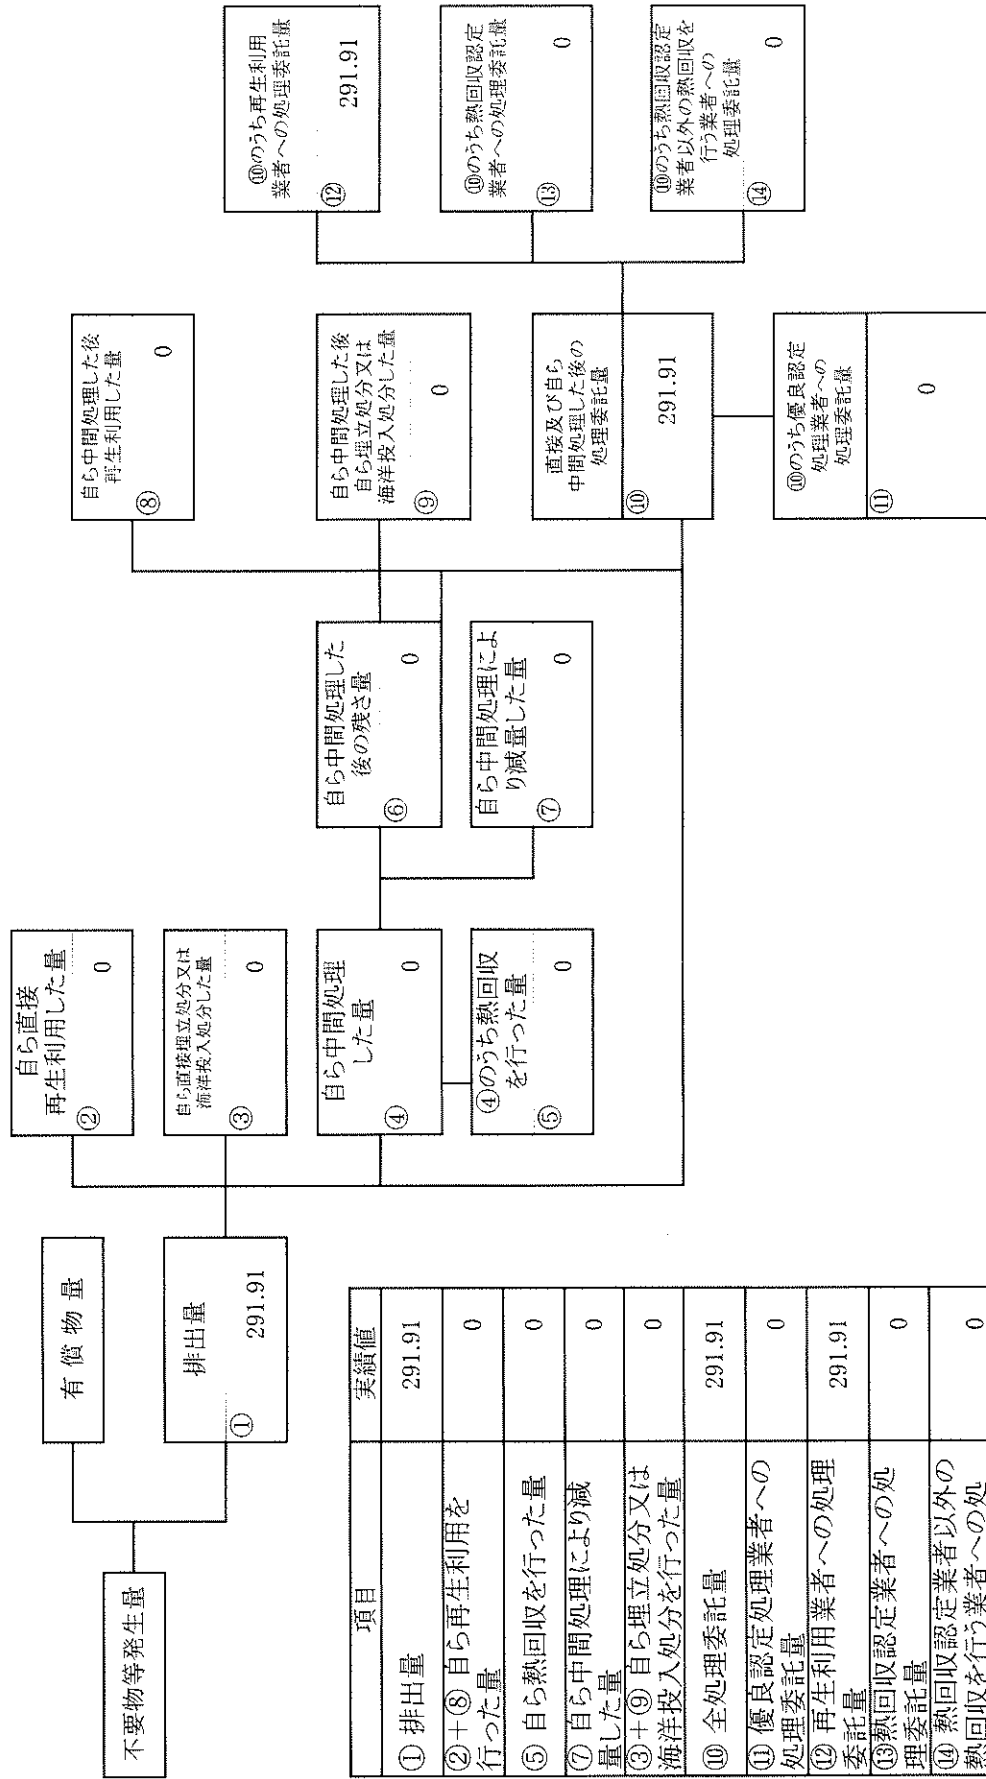 不要物等発生量
有償物量
排出量
①
291.91
自ら直接
再生利用した量
②
0
自ら直接埋立処分又は
海洋投入処分した量
③
0
自ら中間処理
した量
④
0
④のうち熱回収
を行った量
⑤
0
自ら中間処理した
後の残さ量
⑥
0
自ら中間処理によ
り減量した量
⑦
0
自ら中間処理した後
再生利用した量
⑧
0
自ら中間処理した後
自ら埋立処分又は
海洋投入処分した量
⑨
0
直接及び自ら
中間処理した後の
処理委託量
⑩
291.91
⑩のうち優良認定
処理業者への
処理委託量
⑪
0
⑩のうち再生利用
業者への処理委託量
⑫
291.91
⑩のうち熱回収認定
業者への処理委託量
⑬
0
⑩のうち熱回収認定
業者以外の熱回収を
行う業者への
処理委託量
⑭
0
項目 実績値
① 排出量 291.91
②+⑧ 自ら再生利用を
行った量 0
⑤ 自ら熱回収を行った量 0
⑦ 自ら中間処理により減
量した量 0
③+⑨ 自ら埋立処分又は
海洋投入処分を行った量 0
⑩ 全処理委託量 291.91
⑪ 優良認定処理業者への
処理委託量 0
⑫ 再生利用業者への処理
委託量 291.91
⑬熱回収認定業者への処
理委託量 0
⑭ 熱回収認定業者以外の
熱回収を行う業者への処 0